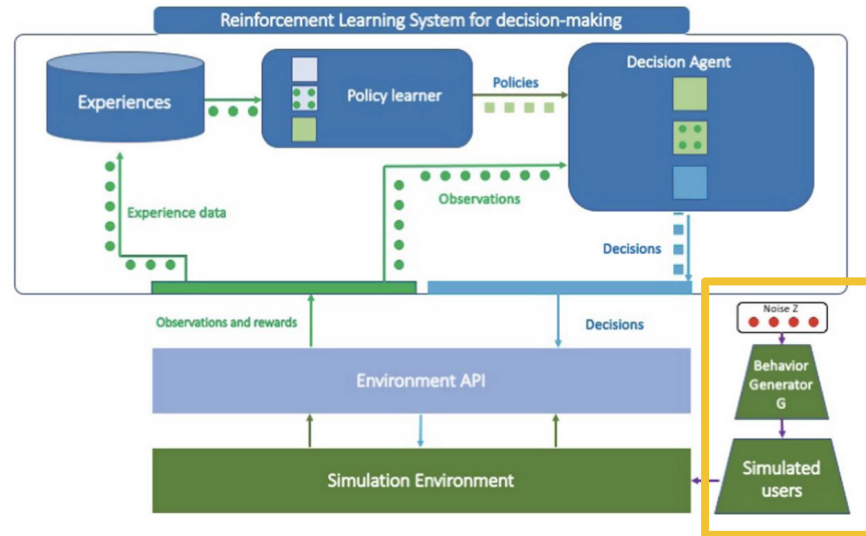 Reinforcement Learning System for decision-making
Experiences
Policy learner
Policies
Decision Agent
Experience data
Observations
Decisions
Observations and rewards
Decisions
Noise Z
Environment API
Behavior
Generator
G
Simulation Environment
Simulated
users